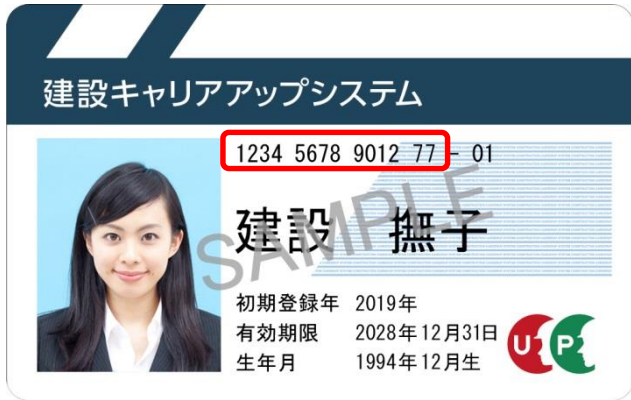 建設キャリアアップシステム
1234 5678 9012 77 - 01
建設 撫子
SAMPLE
初期登録年 2019年
有効期限 2028年12月31日
生年月 1994年12月生
UP